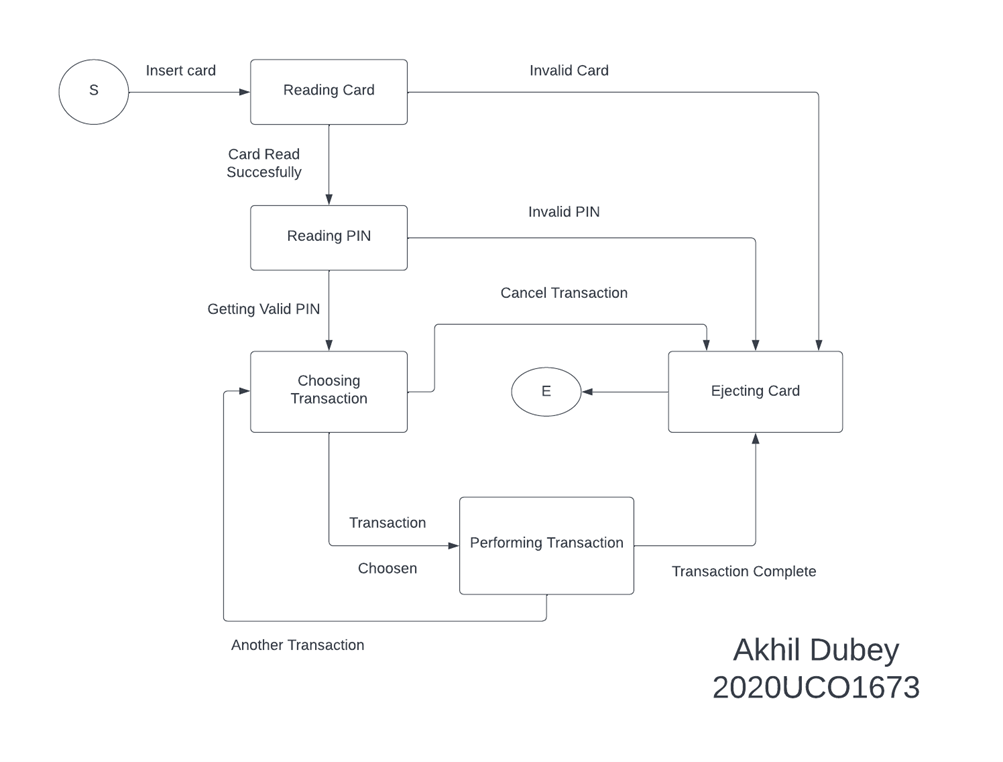 S
Insert card
Reading Card
Invalid Card
Card Read
Succesfully
Reading PIN
Invalid PIN
Getting Valid PIN
Cancel Transaction
Choosing
Transaction
E
Ejecting Card
Transaction
Choosen
Performing Transaction
Transaction Complete
Another Transaction
Akhil Dubey
2020UCO1673